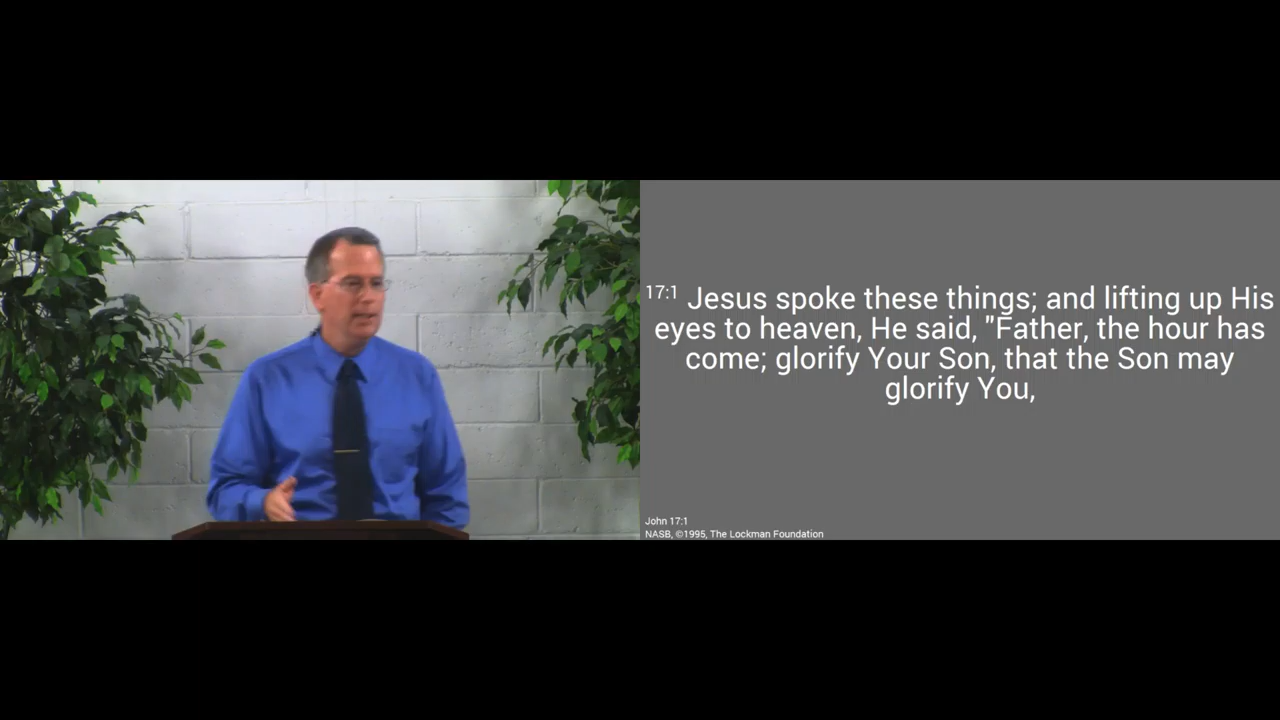 17:1 Jesus spoke these things; and lifting up His
eyes to heaven, He said, "Father, the hour has
come; glorify Your Son, that the Son may
glorify You,
John 17:1
NASB, ©1995, The Lockman Foundation